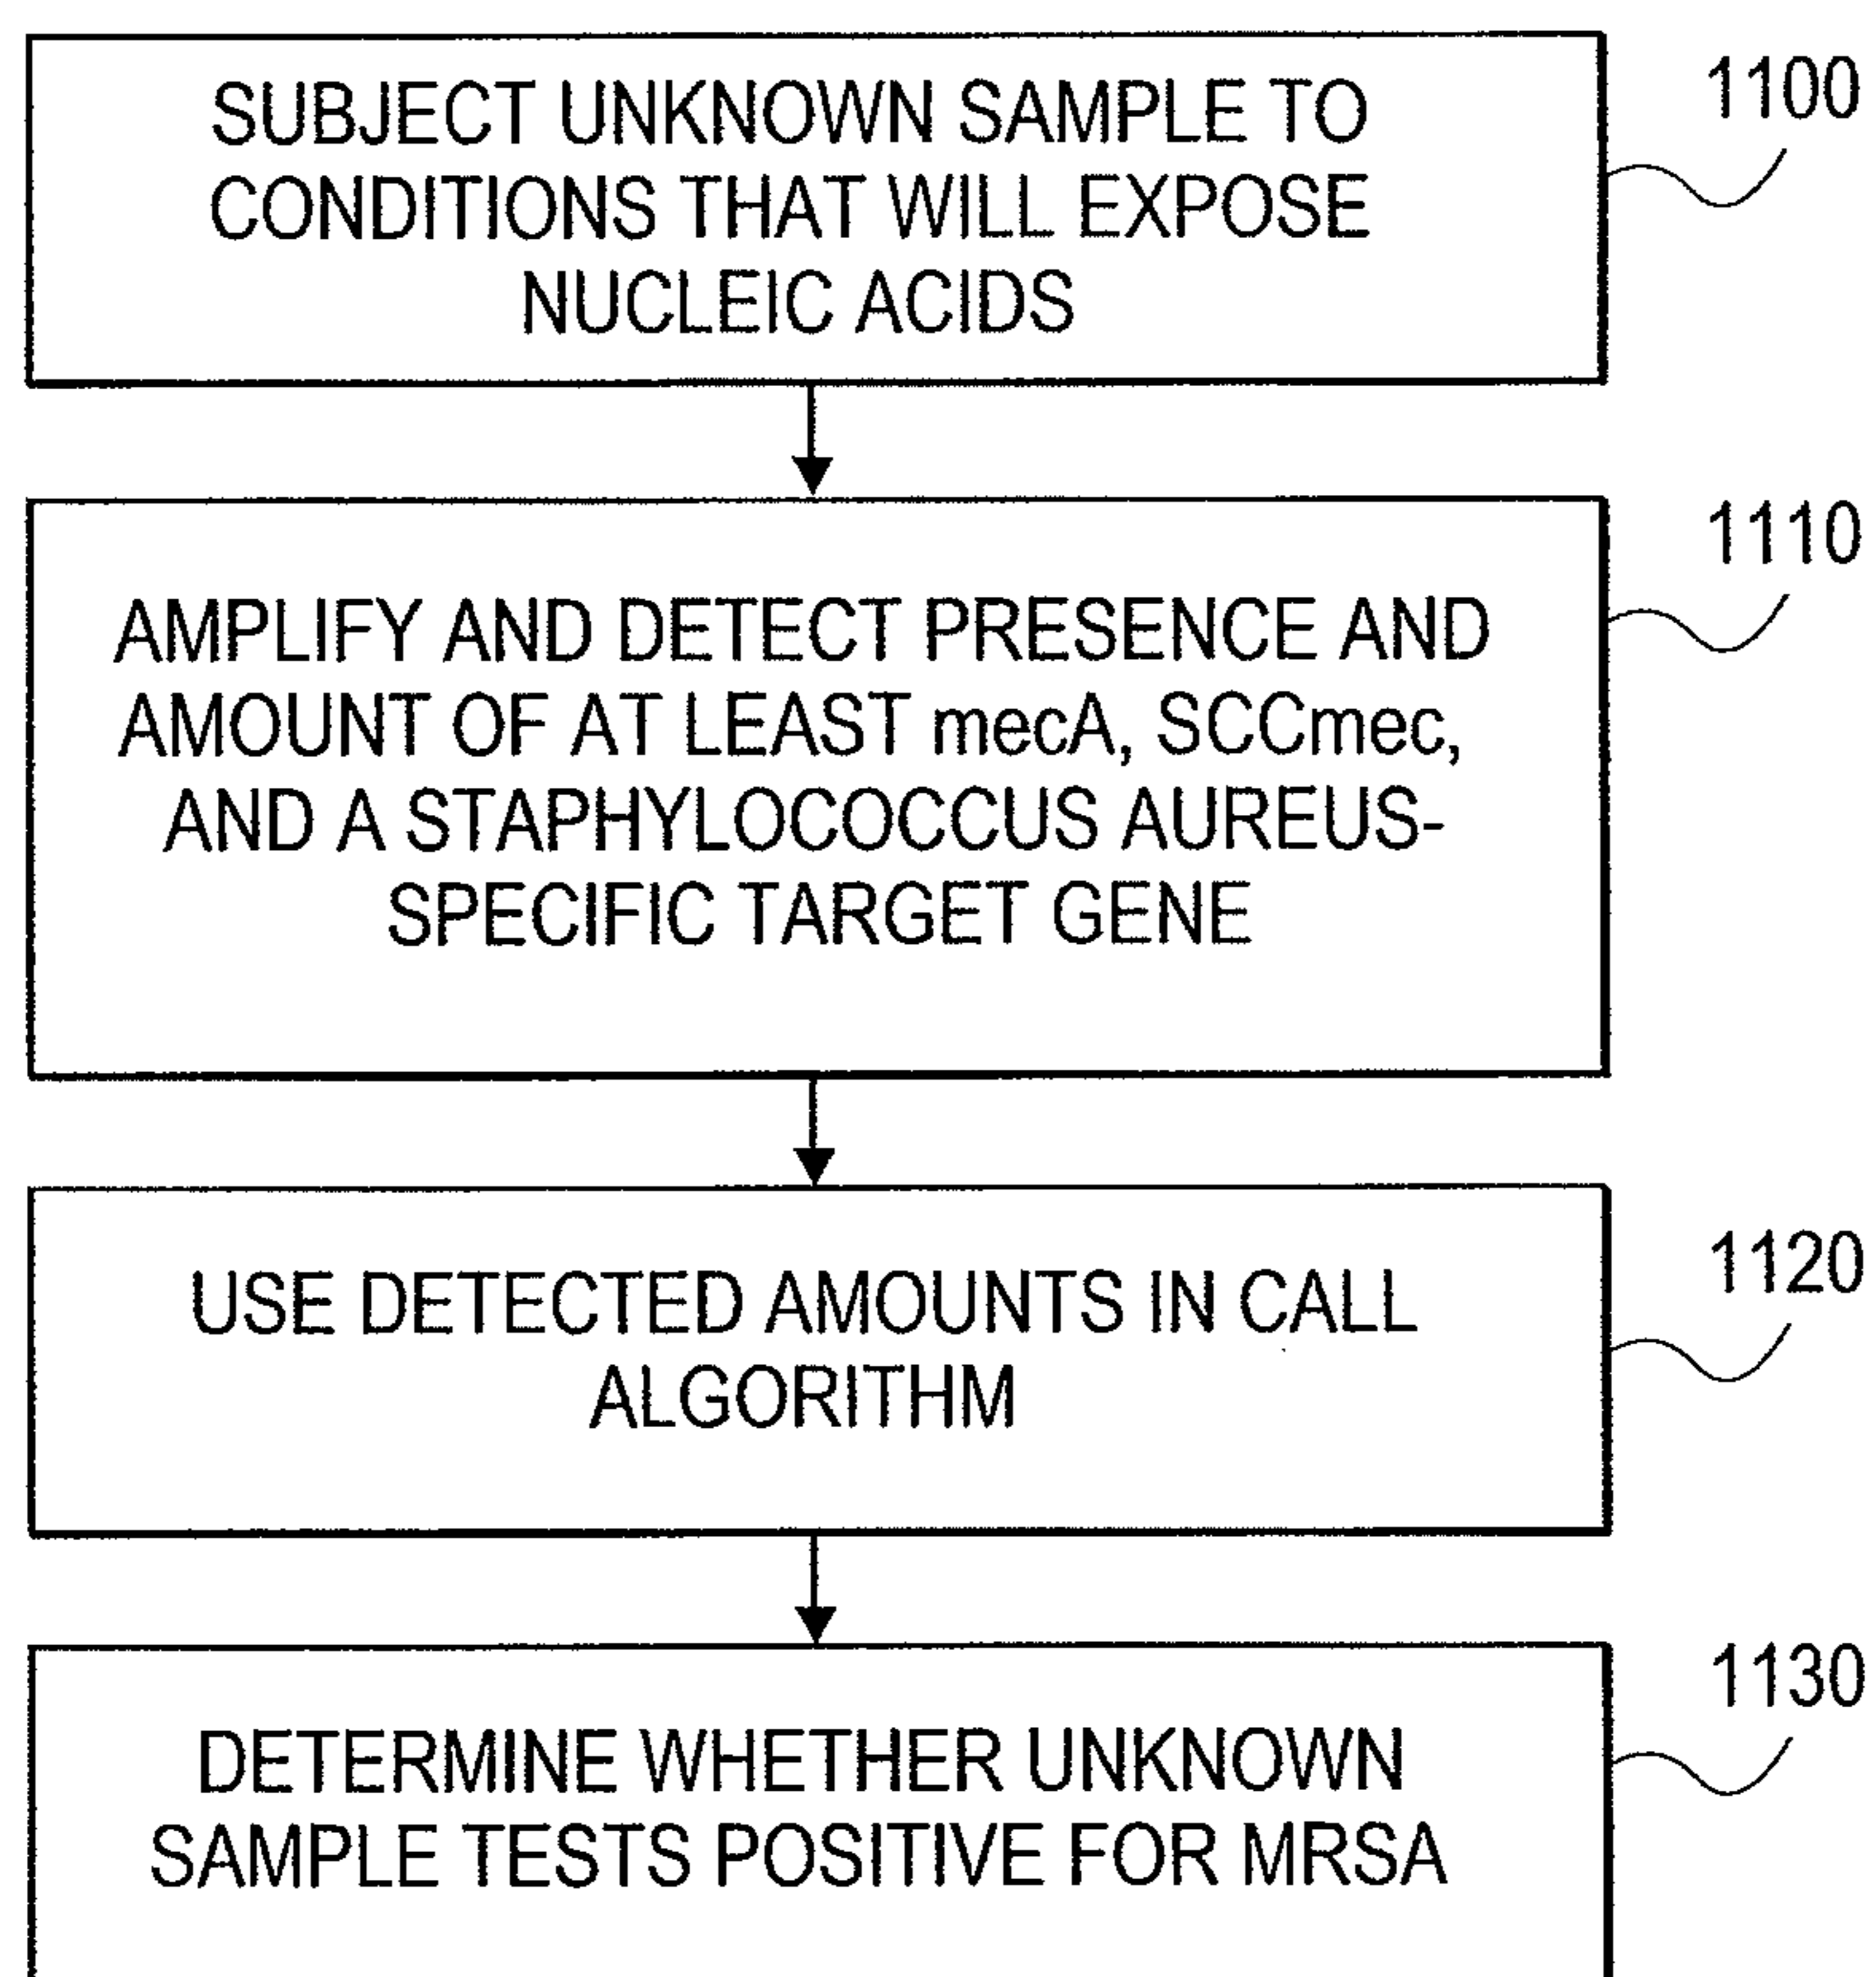 SUBJECT UNKNOWN SAMPLE TO
CONDITIONS THAT WILL EXPOSE
NUCLEIC ACIDS
1100
AMPLIFY AND DETECT PRESENCE AND
AMOUNT OF AT LEAST mecA, SCCmec,
AND A STAPHYLOCOCCUS AUREUS-
SPECIFIC TARGET GENE
1110
USE DETECTED AMOUNTS IN CALL
ALGORITHM
1120
DETERMINE WHETHER UNKNOWN
SAMPLE TESTS POSITIVE FOR MRSA
1130